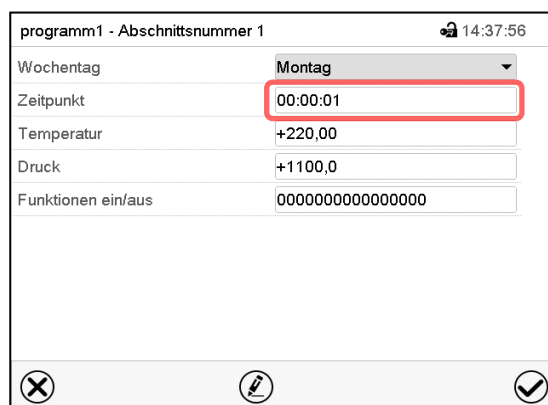 programm1 - Abschnittsnummer 1 14:37:56
Wochentag Montag
Zeitpunkt 00:00:01
Temperatur +220,00
Druck +1100,0
Funktionen ein/aus 0000000000000000